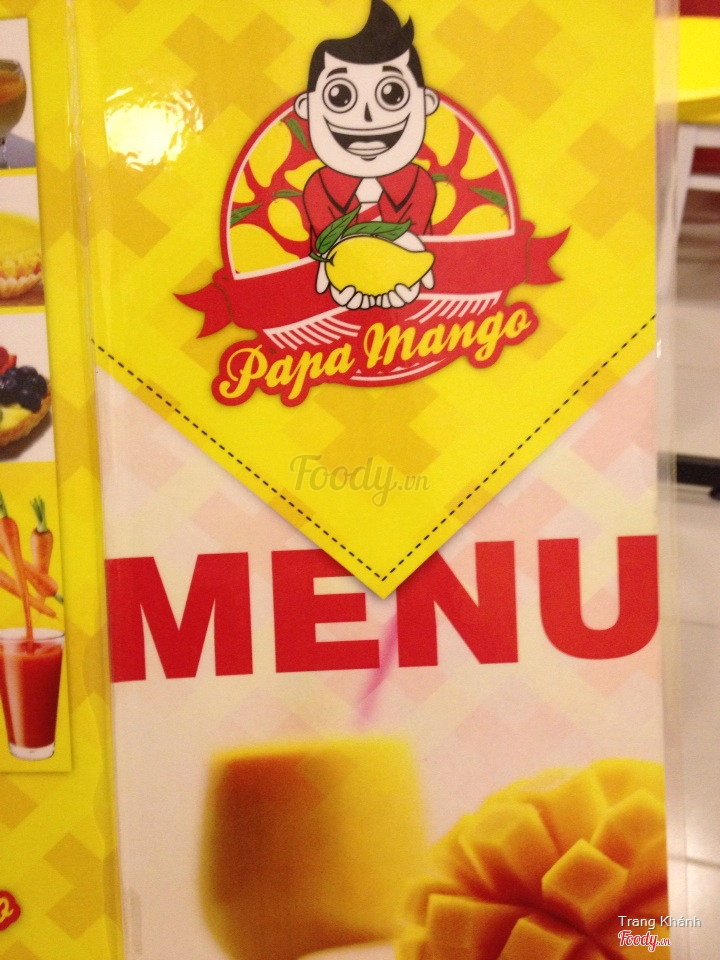 Papa Mango
Foody.vn
MENU
Trang Khánh
Foody.vn